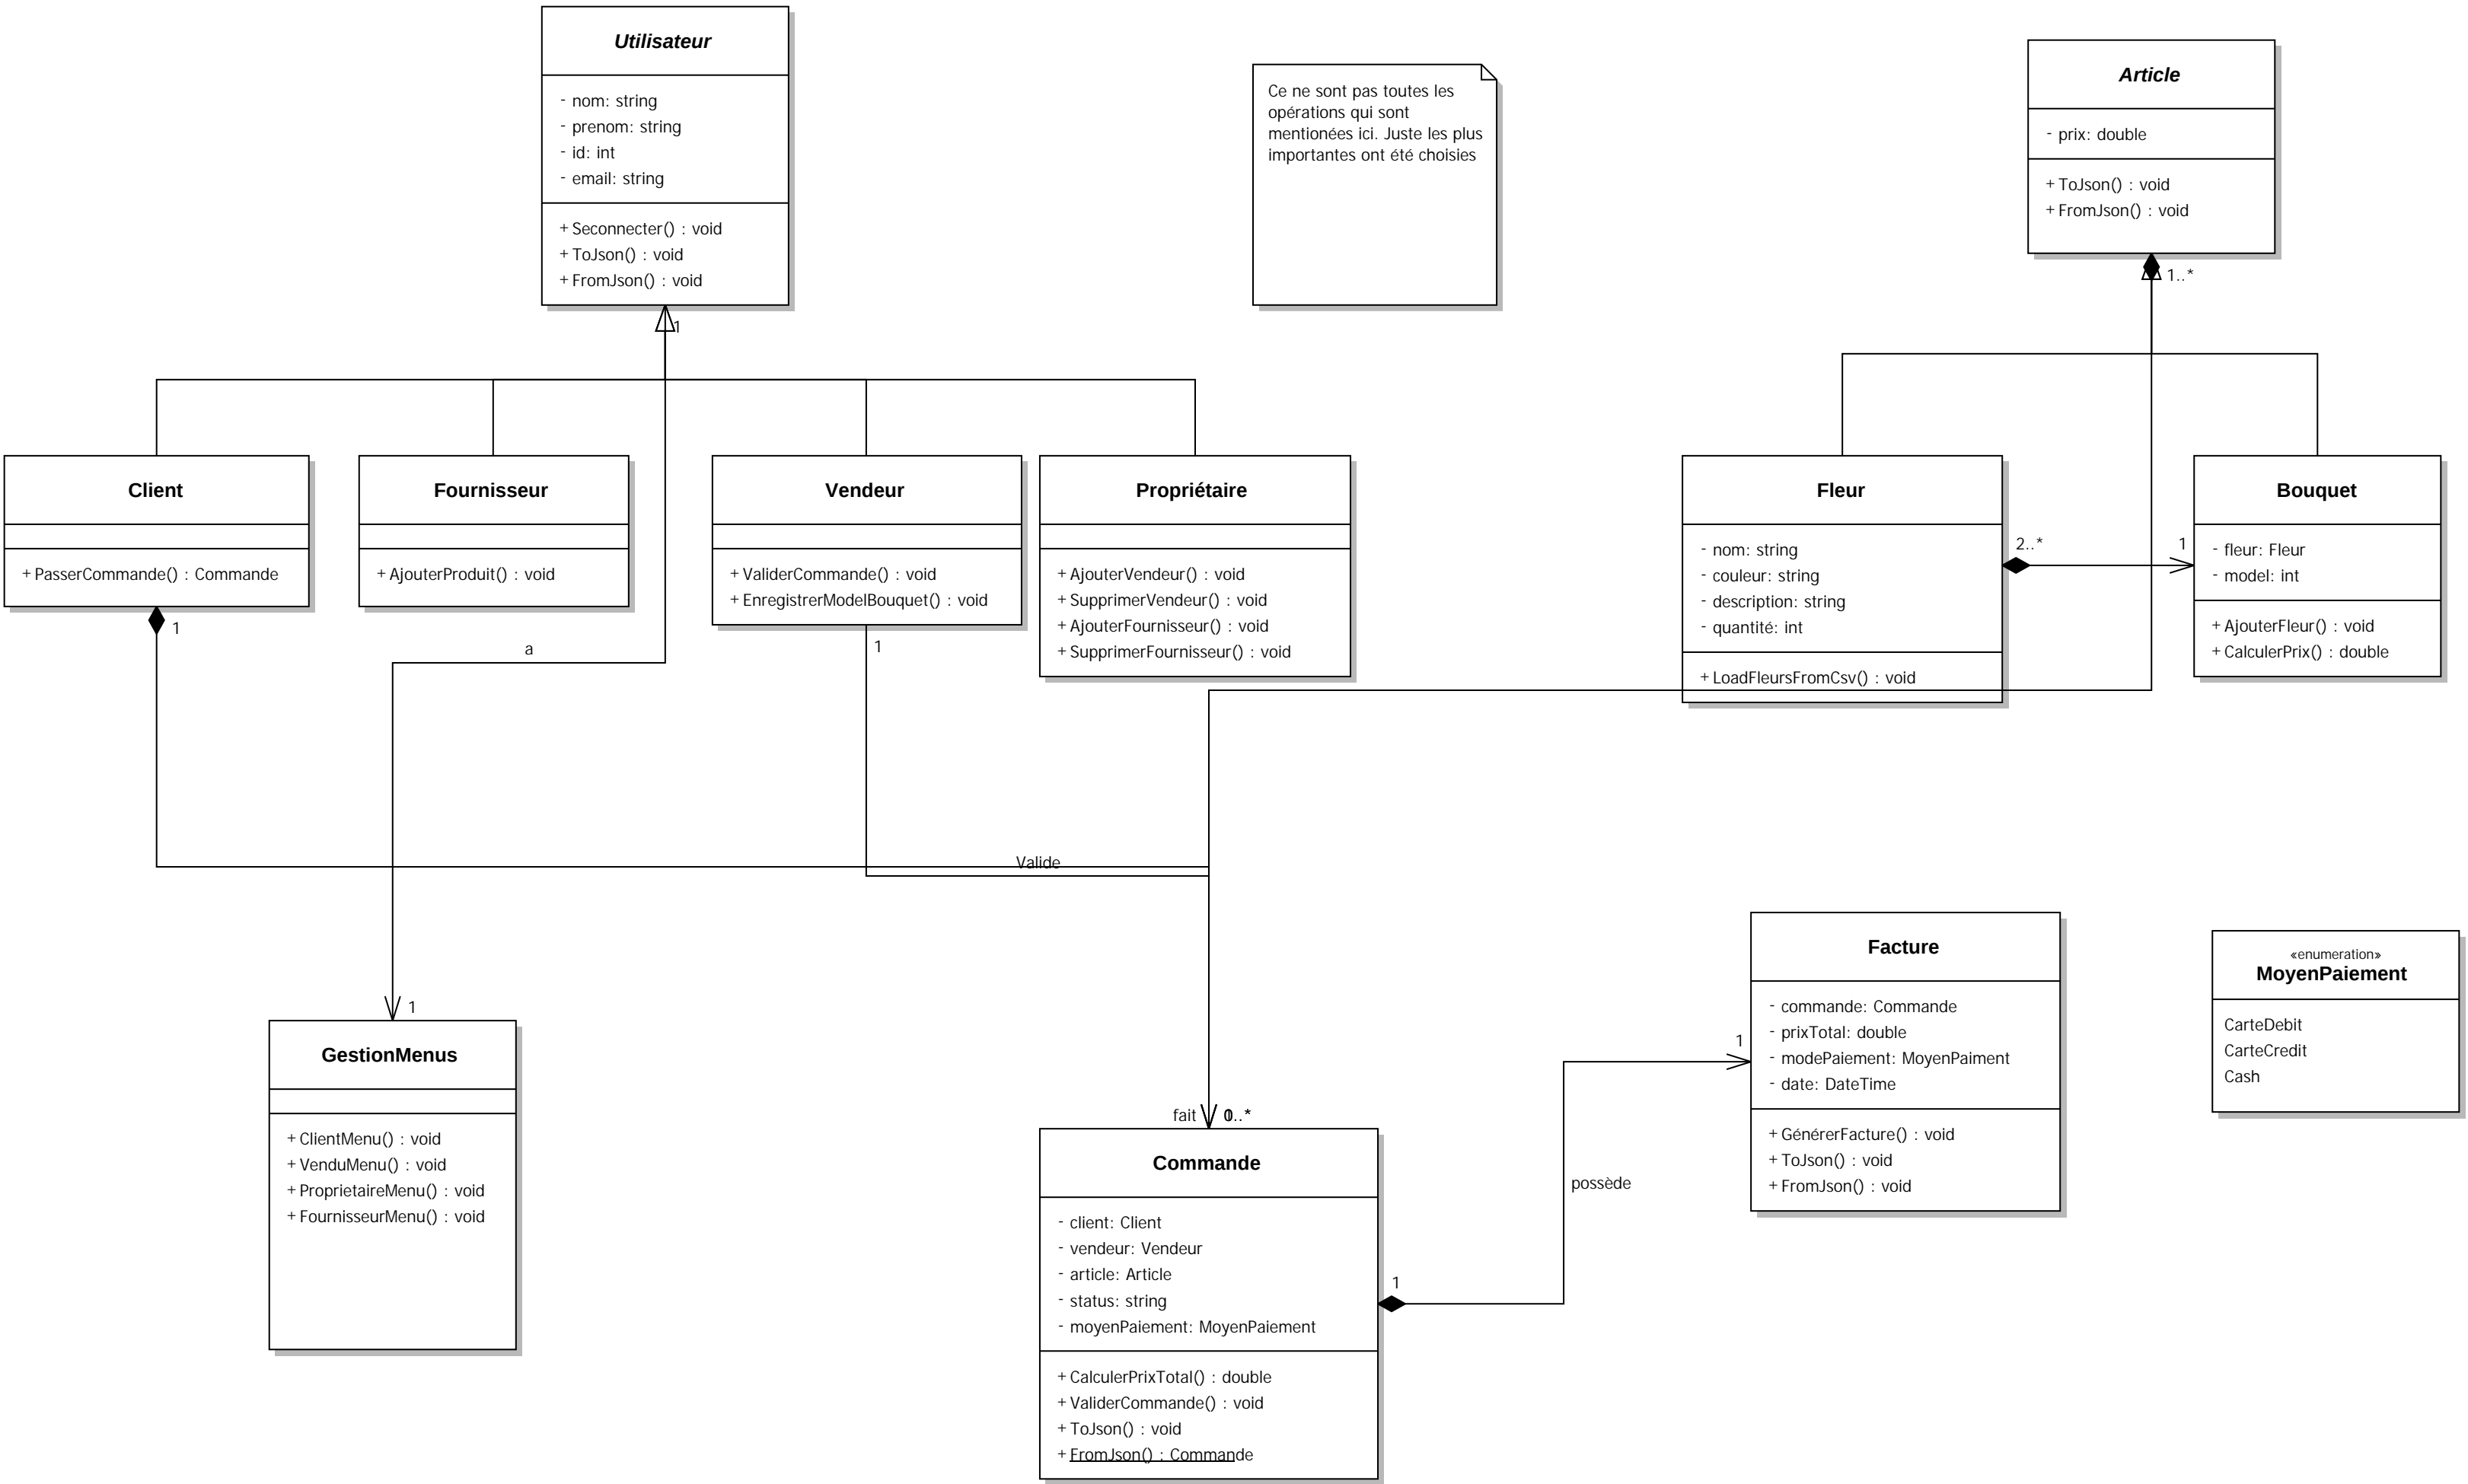 Utilisateur
- nom: string
- prenom: string
- id: int
- email: string
+ Seconnecter() : void
+ ToJson() : void
+ FromJson() : void
1
Ce ne sont pas toutes les
opérations qui sont
mentionées ici. Juste les plus
importantes ont été choisies
Article
- prix: double
+ ToJson() : void
+ FromJson() : void
1..*
Client
+ PasserCommande() : Commande
1
Fournisseur
+ AjouterProduit() : void
Vendeur
+ ValiderCommande() : void
+ EnregistrerModelBouquet() : void
1
Propriétaire
+ AjouterVendeur() : void
+ SupprimerVendeur() : void
+ AjouterFournisseur() : void
+ SupprimerFournisseur() : void
Fleur
- nom: string
- couleur: string
- description: string
- quantité: int
+ LoadFleursFromCsv() : void
2..*
1
Bouquet
- fleur: Fleur
- model: int
+ AjouterFleur() : void
+ CalculerPrix() : double
a
Valide
1
GestionMenus
+ ClientMenu() : void
+ VenduMenu() : void
+ ProprietaireMenu() : void
+ FournisseurMenu() : void
fait
0..*
Commande
- client: Client
- vendeur: Vendeur
- article: Article
- status: string
- moyenPaiement: MoyenPaiement
+ CalculerPrixTotal() : double
+ ValiderCommande() : void
+ ToJson() : void
+ FromJson() : Commande
1
possède
1
Facture
- commande: Commande
- prixTotal: double
- modePaiement: MoyenPaiment
- date: DateTime
+ GénérerFacture() : void
+ ToJson() : void
+ FromJson() : void
«enumeration»
MoyenPaiement
CarteDebit
CarteCredit
Cash